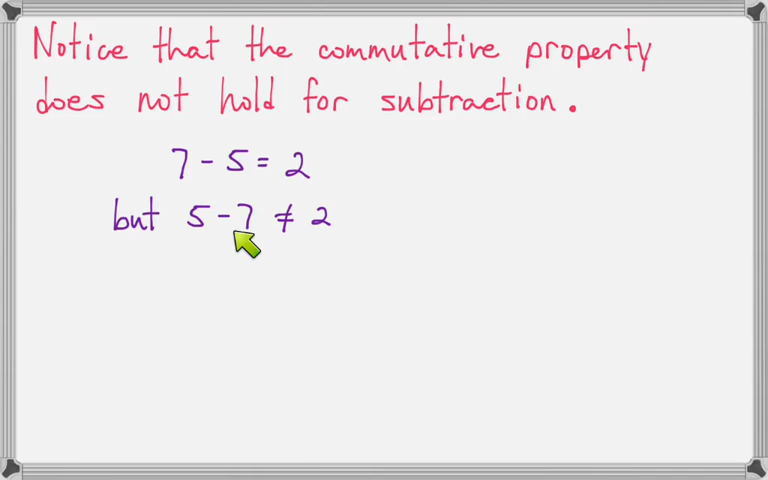 Notice that the commutative property
does not hold for subtraction.
7 - 5 = 2
but 5 - 7 ≠ 2